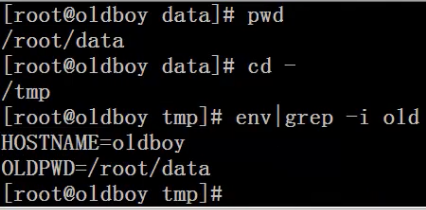 [root@oldboy data]# pwd
/root/data
[root@oldboy data]# cd -
/tmp
[root@oldboy tmp]# env|grep -i old
HOSTNAME=oldboy
OLDPWD=/root/data
[root@oldboy tmp]#